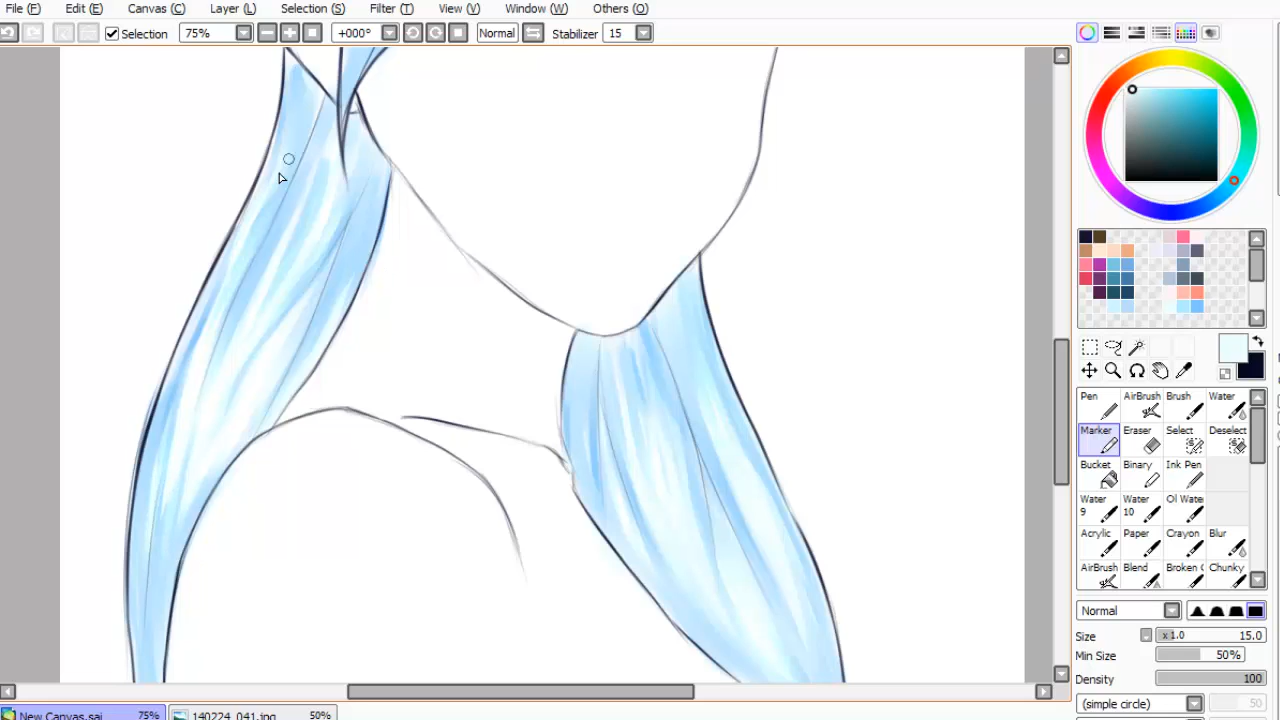 File (F) Edit (E) Canvas (C) Layer (L) Selection (S) Filter (T) View (V) Window (W) Others (O)
Selection 75% +000° Normal Stabilizer 15
Pen AirBrush Brush Water
Marker Eraser Select Deselect
Bucket Binary Ink Pen
Water 9 Water 10 Ol Wate
Acrylic Paper Crayon Blur
AirBrush Blend Broken C Chunky
Normal
Size x1.0 15.0
Min Size 50%
Density 100
(simple circle) 50
New Canvas.sai 75% 140224_041.jpg 50%